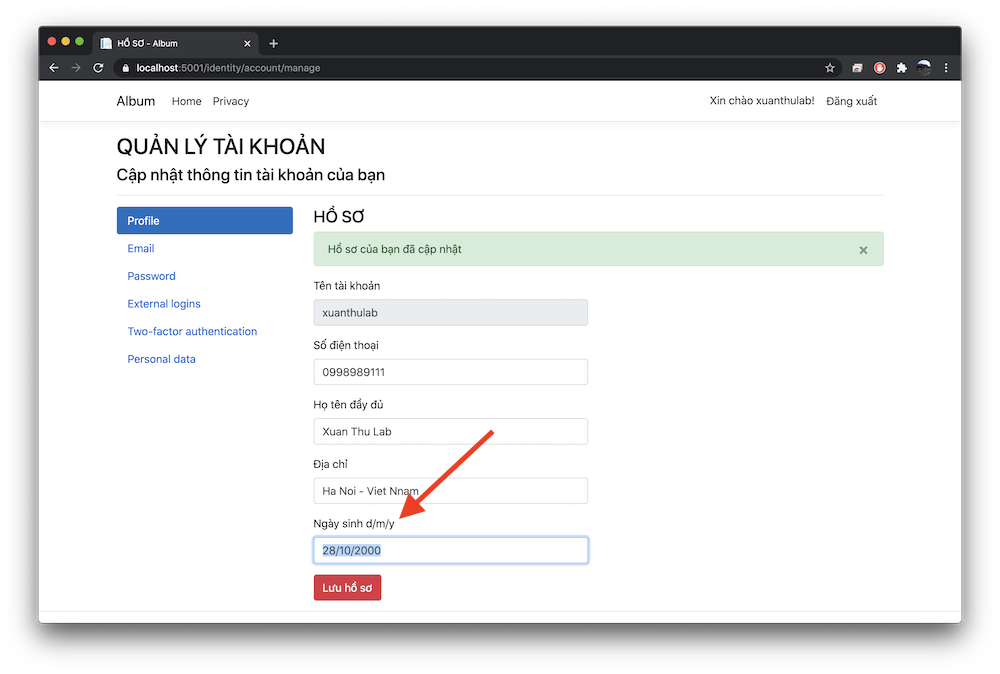 HỒ SƠ - Album
localhost:5001/identity/account/manage
Album Home Privacy Xin chào xuanthulab! Đăng xuất
QUẢN LÝ TÀI KHOẢN
Cập nhật thông tin tài khoản của bạn
Profile
Email
Password
External logins
Two-factor authentication
Personal data
HỒ SƠ
Hồ sơ của bạn đã cập nhật
Tên tài khoản
xuanthulab
Số điện thoại
0998989111
Họ tên đầy đủ
Xuan Thu Lab
Địa chỉ
Ha Noi - Viet Nnam
Ngày sinh d/m/y
28/10/2000
Lưu hồ sơ